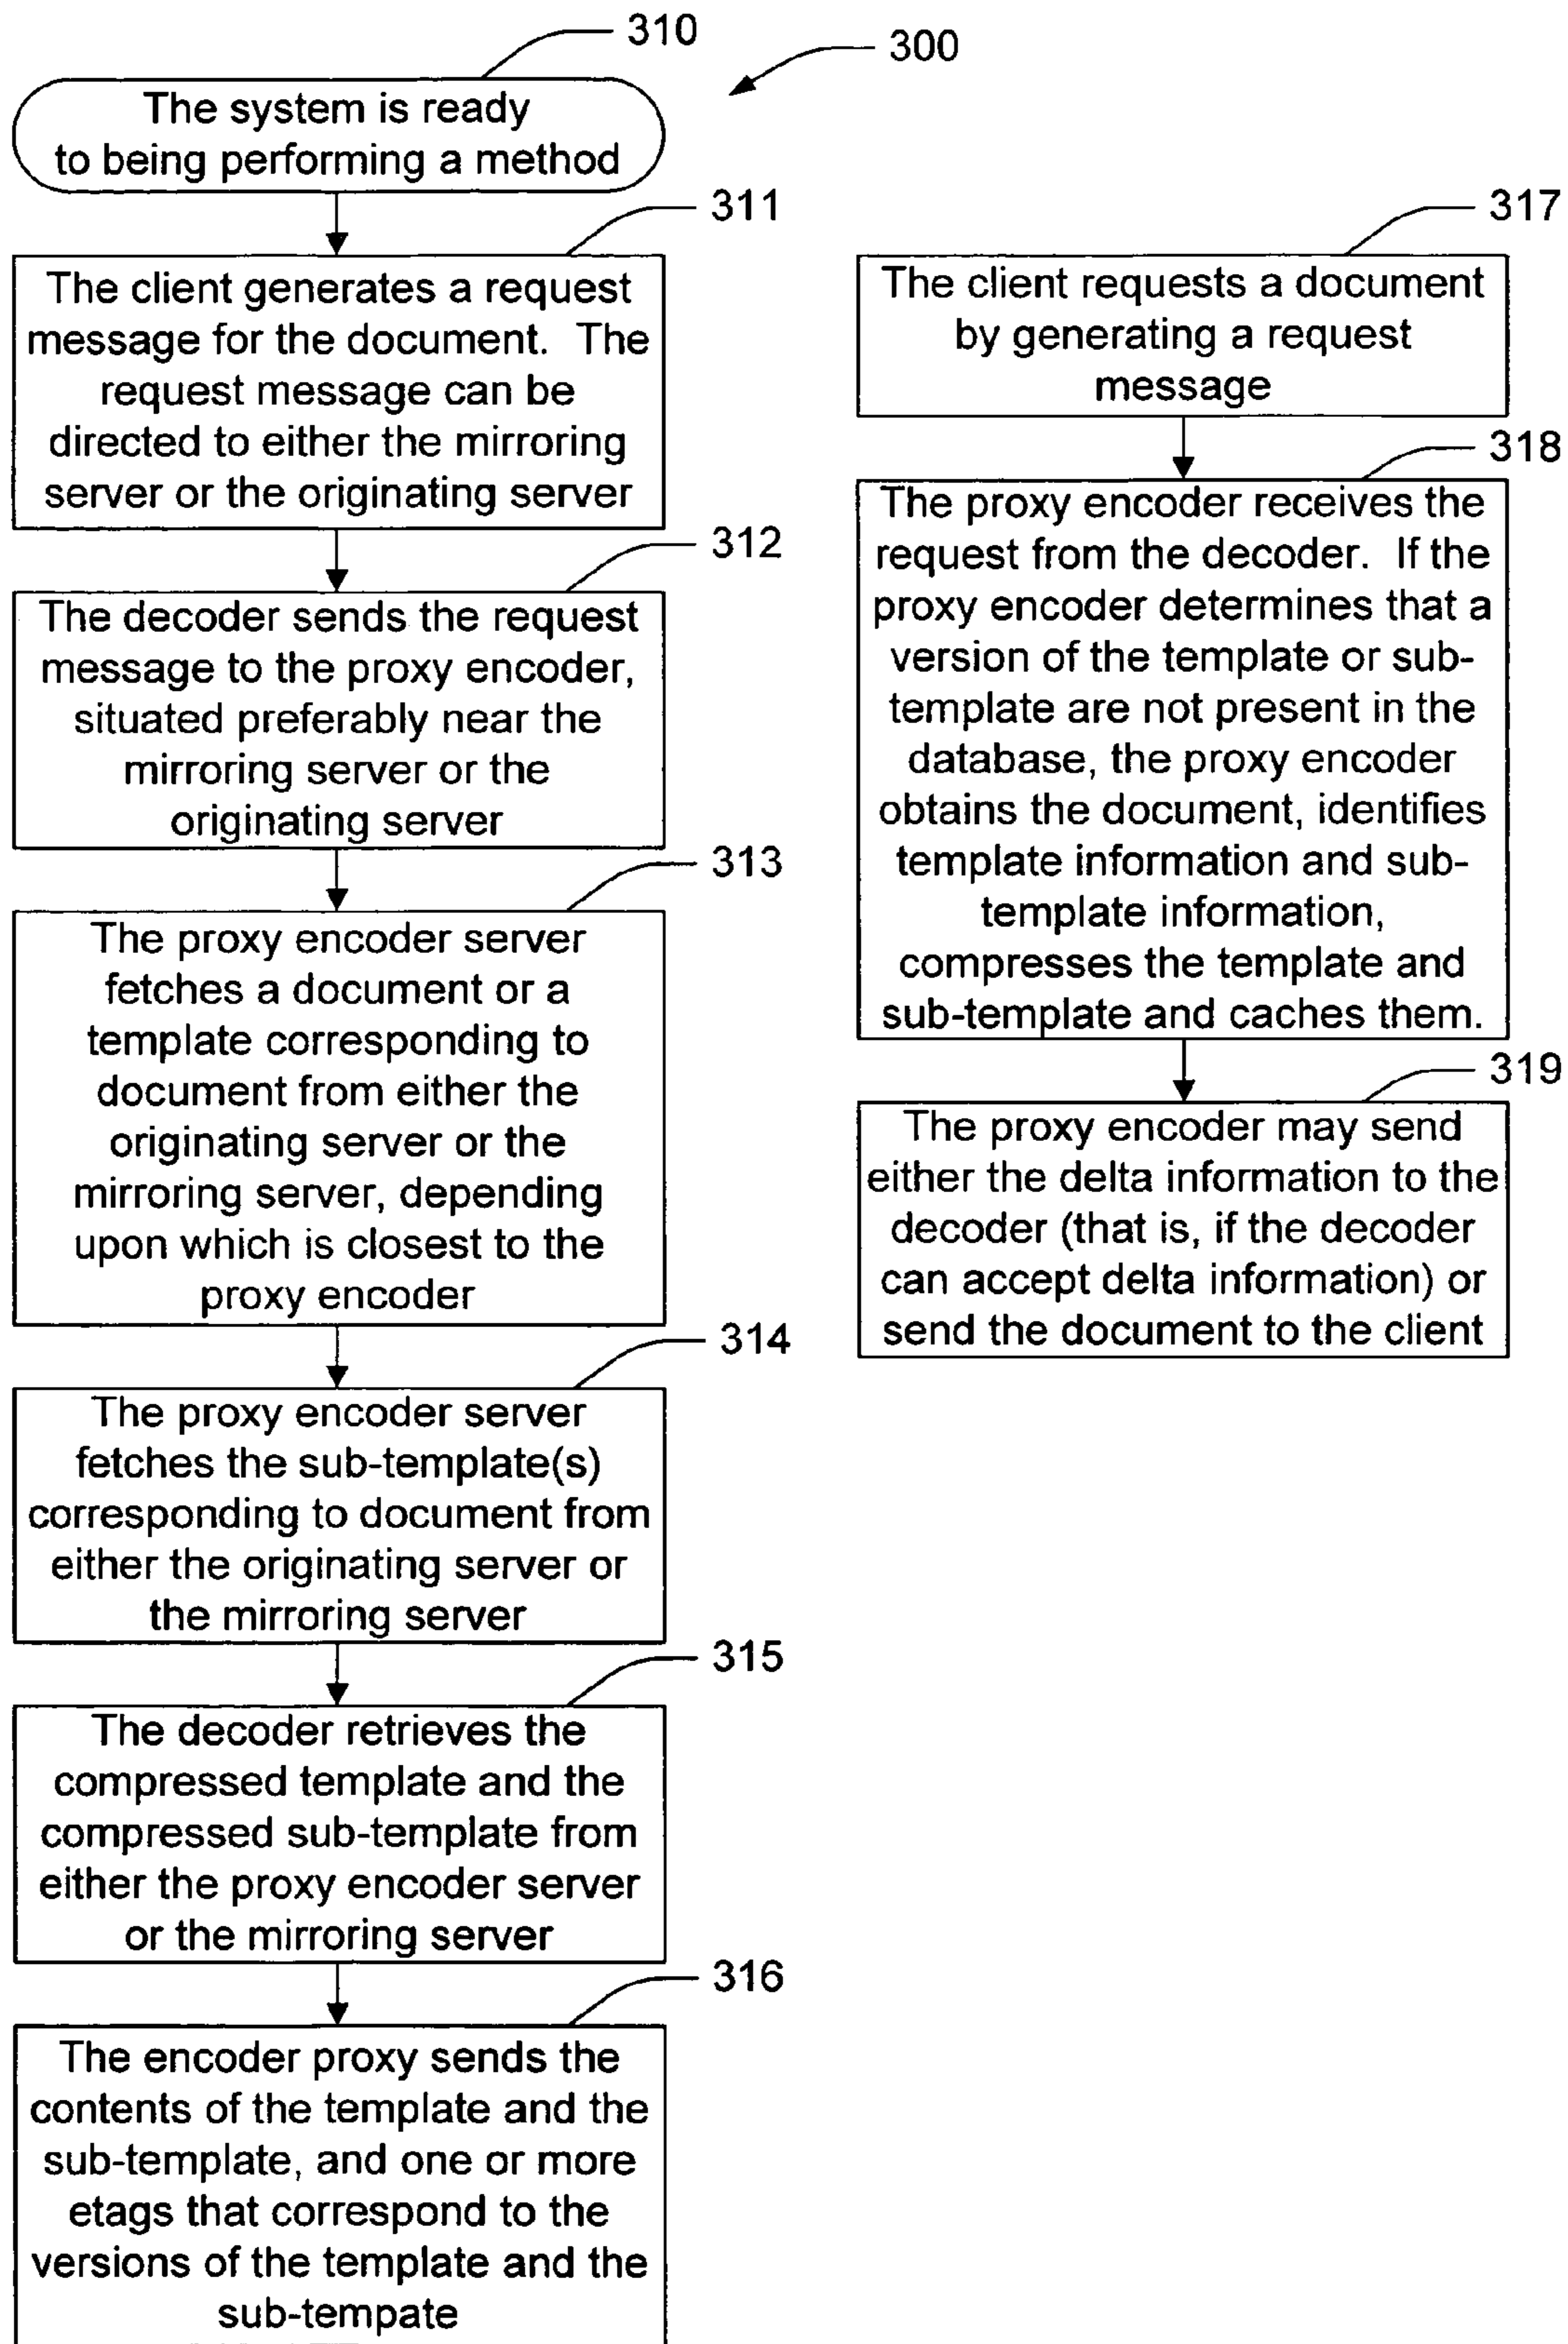 310
300
The system is ready
to being performing a method
311
The client generates a request
message for the document. The
request message can be
directed to either the mirroring
server or the originating server
312
The decoder sends the request
message to the proxy encoder,
situated preferably near the
mirroring server or the
originating server
313
The proxy encoder server
fetches a document or a
template corresponding to
document from either the
originating server or the
mirroring server, depending
upon which is closest to the
proxy encoder
314
The proxy encoder server
fetches the sub-template(s)
corresponding to document from
either the originating server or
the mirroring server
315
The decoder retrieves the
compressed template and the
compressed sub-template from
either the proxy encoder server
or the mirroring server
316
The encoder proxy sends the
contents of the template and the
sub-template, and one or more
etags that correspond to the
versions of the template and the
sub-tempate
317
The client requests a document
by generating a request
message
318
The proxy encoder receives the
request from the decoder. If the
proxy encoder determines that a
version of the template or sub-
template are not present in the
database, the proxy encoder
obtains the document, identifies
template information and sub-
template information,
compresses the template and
sub-template and caches them.
319
The proxy encoder may send
either the delta information to the
decoder (that is, if the decoder
can accept delta information) or
send the document to the client